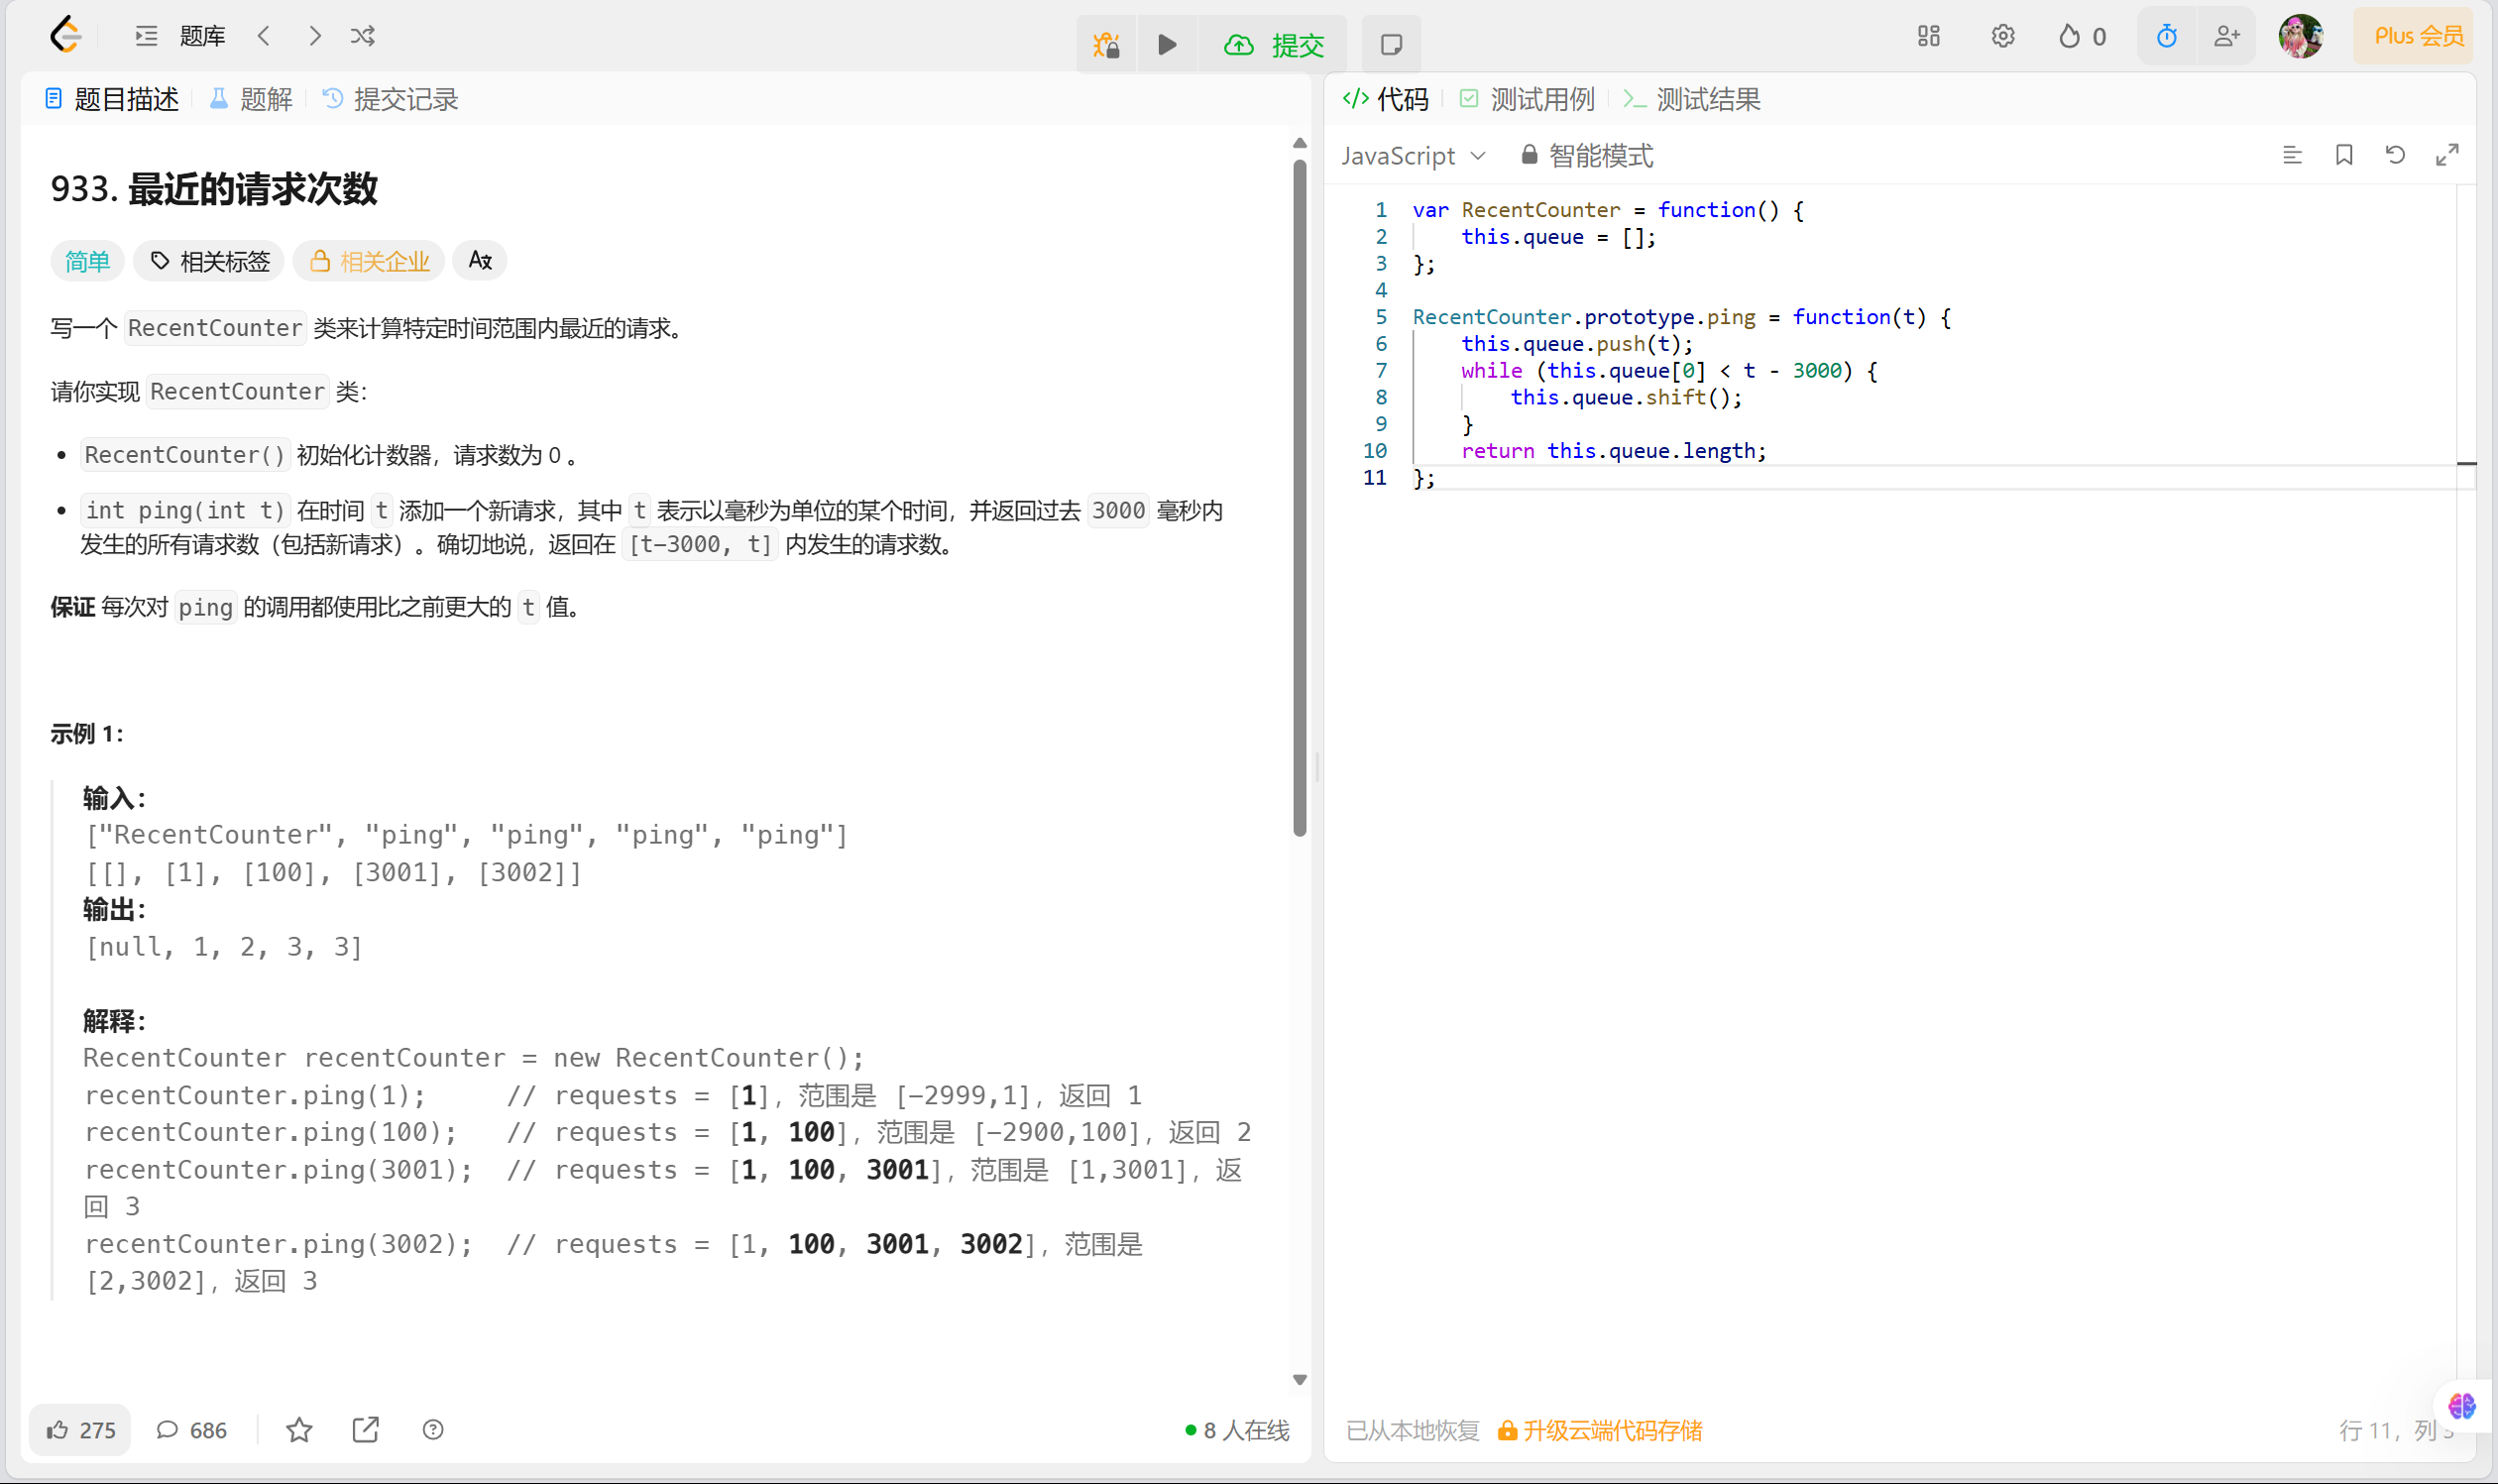 题库
提交
0
Plus 会员
题目描述
题解
提交记录
933. 最近的请求次数
简单
相关标签
相关企业
写一个 RecentCounter 类来计算特定时间范围内最近的请求。
请你实现 RecentCounter 类：
• RecentCounter() 初始化计数器，请求数为 0 。
• int ping(int t) 在时间 t 添加一个新请求，其中 t 表示以毫秒为单位的某个时间，并返回过去 3000 毫秒内
发生的所有请求数（包括新请求）。确切地说，返回在 [t-3000, t] 内发生的请求数。
保证 每次对 ping 的调用都使用比之前更大的 t 值。
示例 1：
输入：
["RecentCounter", "ping", "ping", "ping", "ping"]
[[], [1], [100], [3001], [3002]]
输出：
[null, 1, 2, 3, 3]
解释：
RecentCounter recentCounter = new RecentCounter();
recentCounter.ping(1);     // requests = [1]，范围是 [-2999,1]，返回 1
recentCounter.ping(100);   // requests = [1, 100]，范围是 [-2900,100]，返回 2
recentCounter.ping(3001);  // requests = [1, 100, 3001]，范围是 [1,3001]，返
回 3
recentCounter.ping(3002);  // requests = [1, 100, 3001, 3002]，范围是
[2,3002]，返回 3
275
686
8 人在线
代码
测试用例
测试结果
JavaScript
智能模式
1 var RecentCounter = function() {
2     this.queue = [];
3 };
4
5 RecentCounter.prototype.ping = function(t) {
6     this.queue.push(t);
7     while (this.queue[0] < t - 3000) {
8         this.queue.shift();
9     }
10     return this.queue.length;
11 };
已从本地恢复
升级云端代码存储
行 11，列